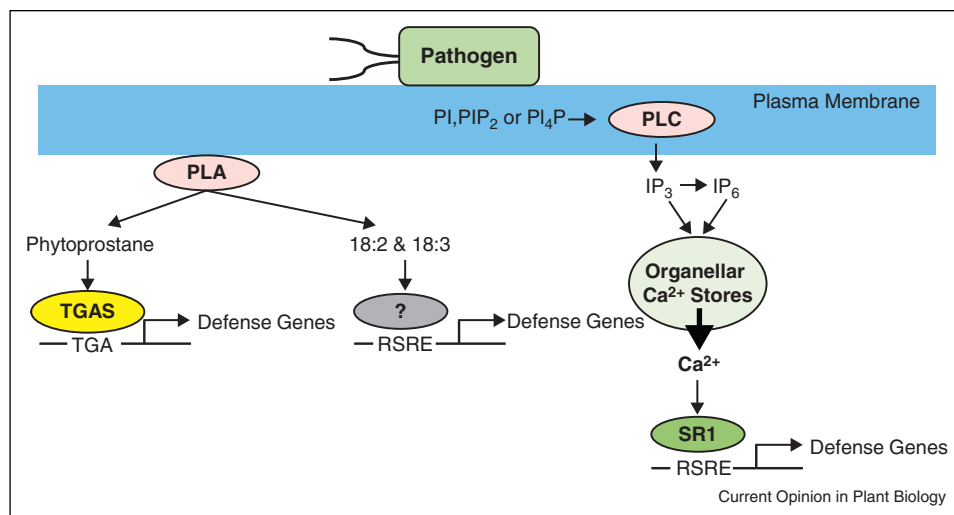 Pathogen
Plasma Membrane
PI,PIP₂ or PI₄P
PLC
PLA
IP₃
IP₆
Phytoprostane
18:2 & 18:3
Organellar
Ca²⁺ Stores
TGAS
Defense Genes
TGA
?
Defense Genes
RSRE
Ca²⁺
SR1
Defense Genes
RSRE
Current Opinion in Plant Biology